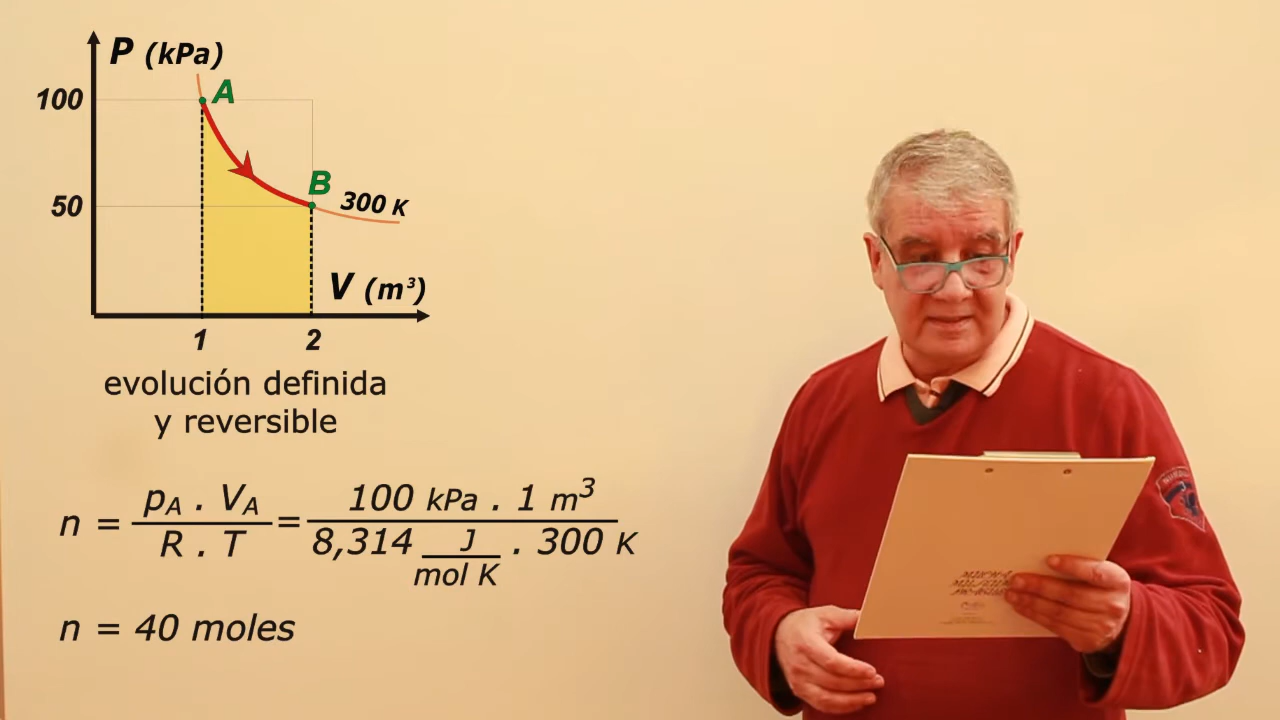 P (kPa)
100
A
50
B
300 K
V (m³)
1
2
evolución definida
y reversible
n = pA . VA / R . T = 100 kPa . 1 m³ / 8,314 J / mol K . 300 K
n = 40 moles